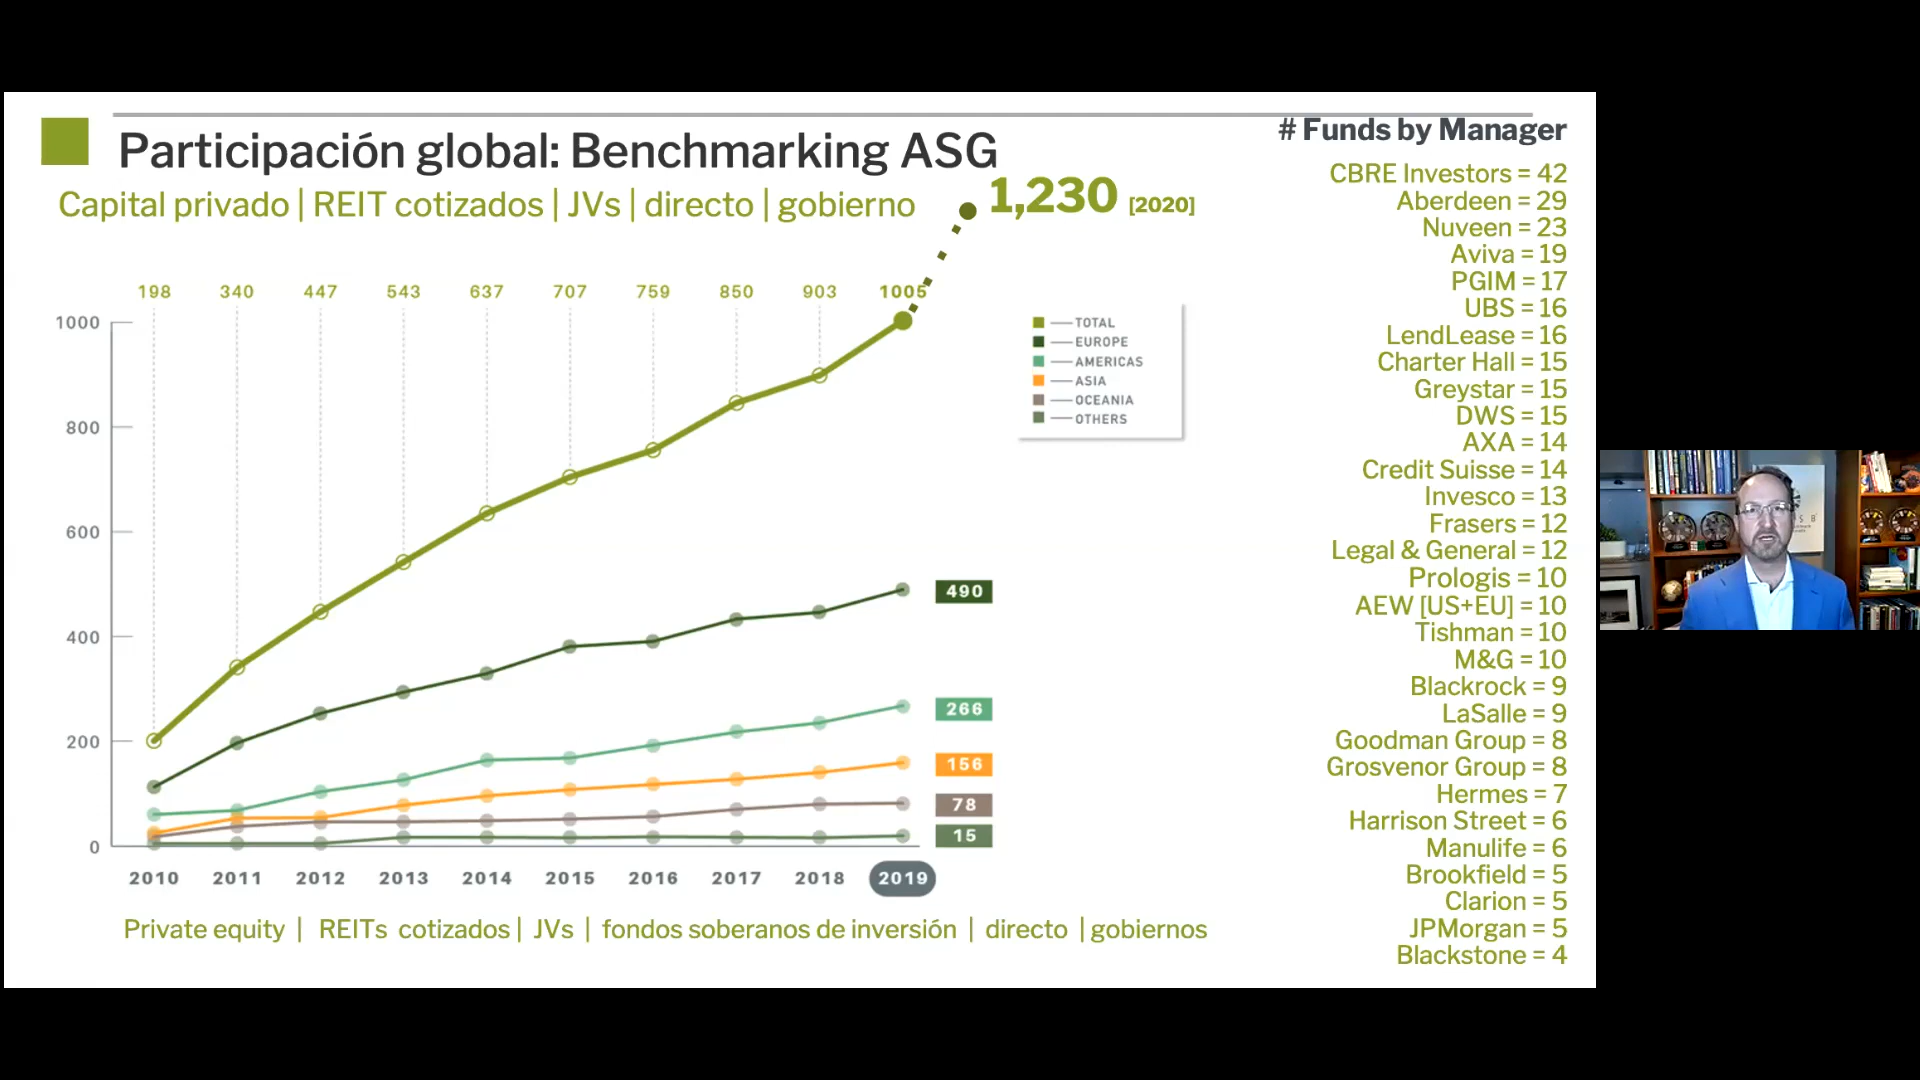 Participación global: Benchmarking ASG
Capital privado | REIT cotizados | JVs | directo | gobierno
1,230 [2020]
198 340 447 543 637 707 759 850 903 1005
1000
800
600
400
200
0
TOTAL
EUROPE
AMERICAS
ASIA
OCEANIA
OTHERS
490
266
156
78
15
2010 2011 2012 2013 2014 2015 2016 2017 2018 2019
Private equity | REITs cotizados | JVs | fondos soberanos de inversión | directo | gobiernos
# Funds by Manager
CBRE Investors = 42
Aberdeen = 29
Nuveen = 23
Aviva = 19
PGIM = 17
UBS = 16
LendLease = 16
Charter Hall = 15
Greystar = 15
DWS = 15
AXA = 14
Credit Suisse = 14
Invesco = 13
Frasers = 12
Legal & General = 12
Prologis = 10
AEW [US+EU] = 10
Tishman = 10
M&G = 10
Blackrock = 9
LaSalle = 9
Goodman Group = 8
Grosvenor Group = 8
Hermes = 7
Harrison Street = 6
Manulife = 6
Brookfield = 5
Clarion = 5
JPMorgan = 5
Blackstone = 4